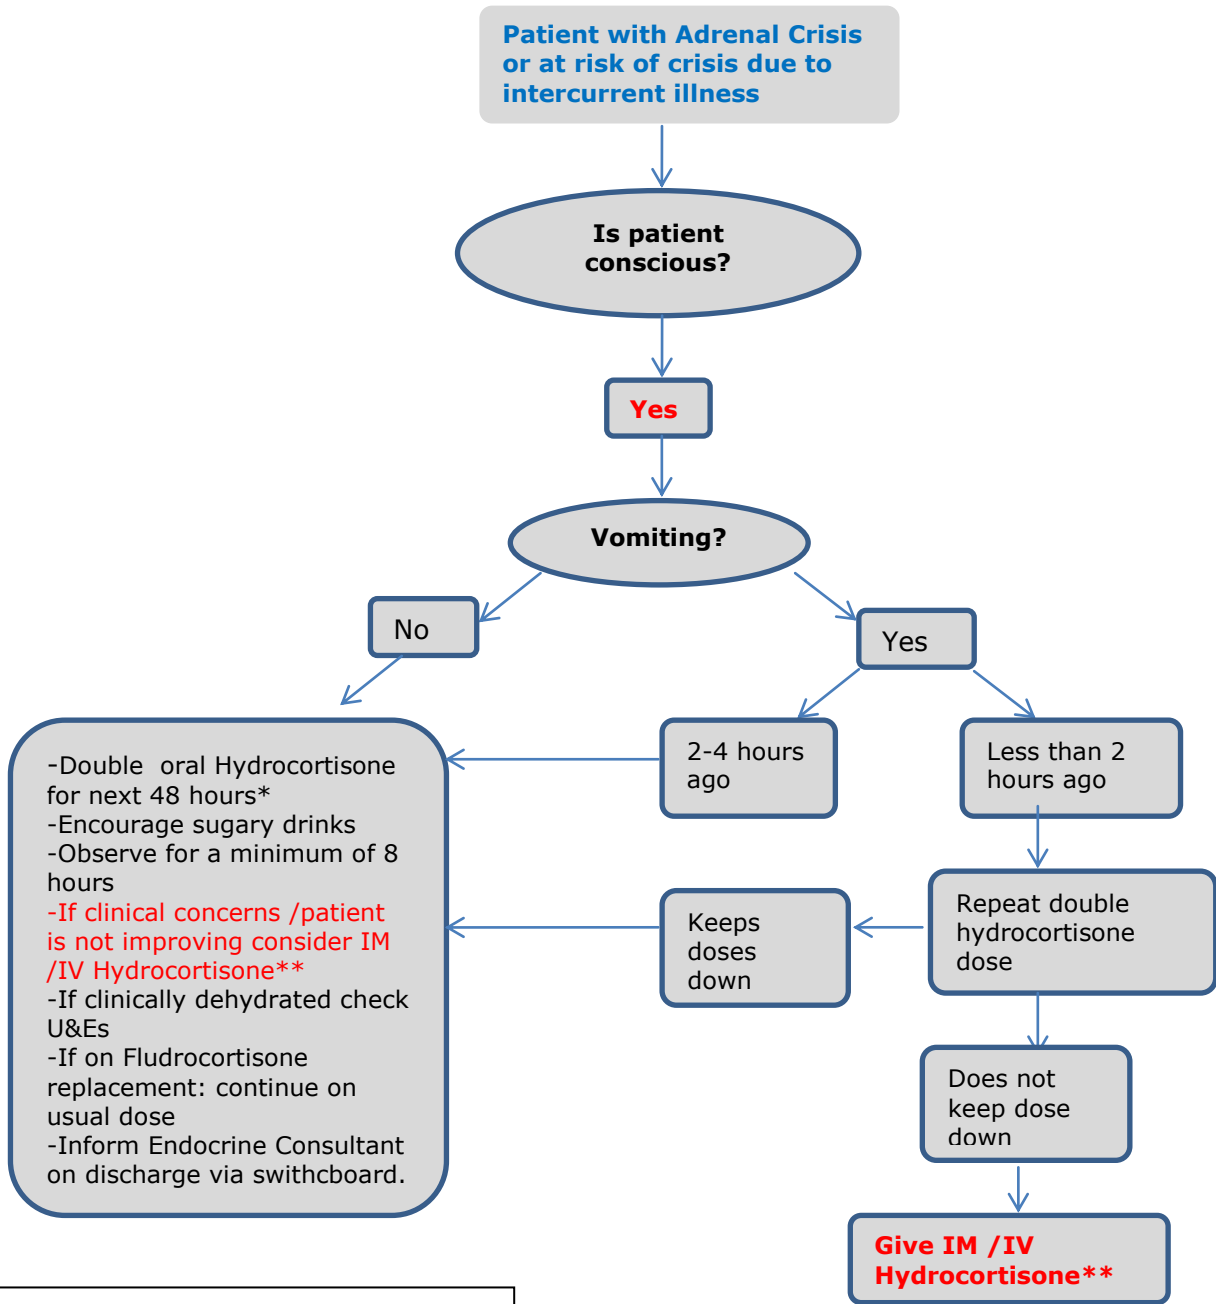 Patient with Adrenal Crisis
or at risk of crisis due to
intercurrent illness
Is patient
conscious?
Yes
Vomiting?
No
Yes
2-4 hours
ago
Less than 2
hours ago
-Double  oral Hydrocortisone
for next 48 hours*
-Encourage sugary drinks
-Observe for a minimum of 8
hours
-If clinical concerns /patient
is not improving consider IM
/IV Hydrocortisone**
-If clinically dehydrated check
U&Es
-If on Fludrocortisone
replacement: continue on
usual dose
-Inform Endocrine Consultant
on discharge via swithcboard.
Keeps
doses
down
Repeat double
hydrocortisone
dose
Does not
keep dose
down
Give IM /IV
Hydrocortisone**